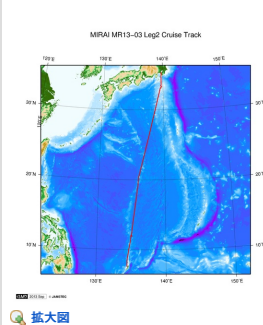 MIRAI MR13-03 Leg2 Cruise Track
120˚E 130˚E 140˚E 150˚E
30˚N 30˚N
20˚N 20˚N
10˚N 10˚N
130˚E 140˚E 150˚E
GMT 2013 Sep © JAMSTEC
拡大図